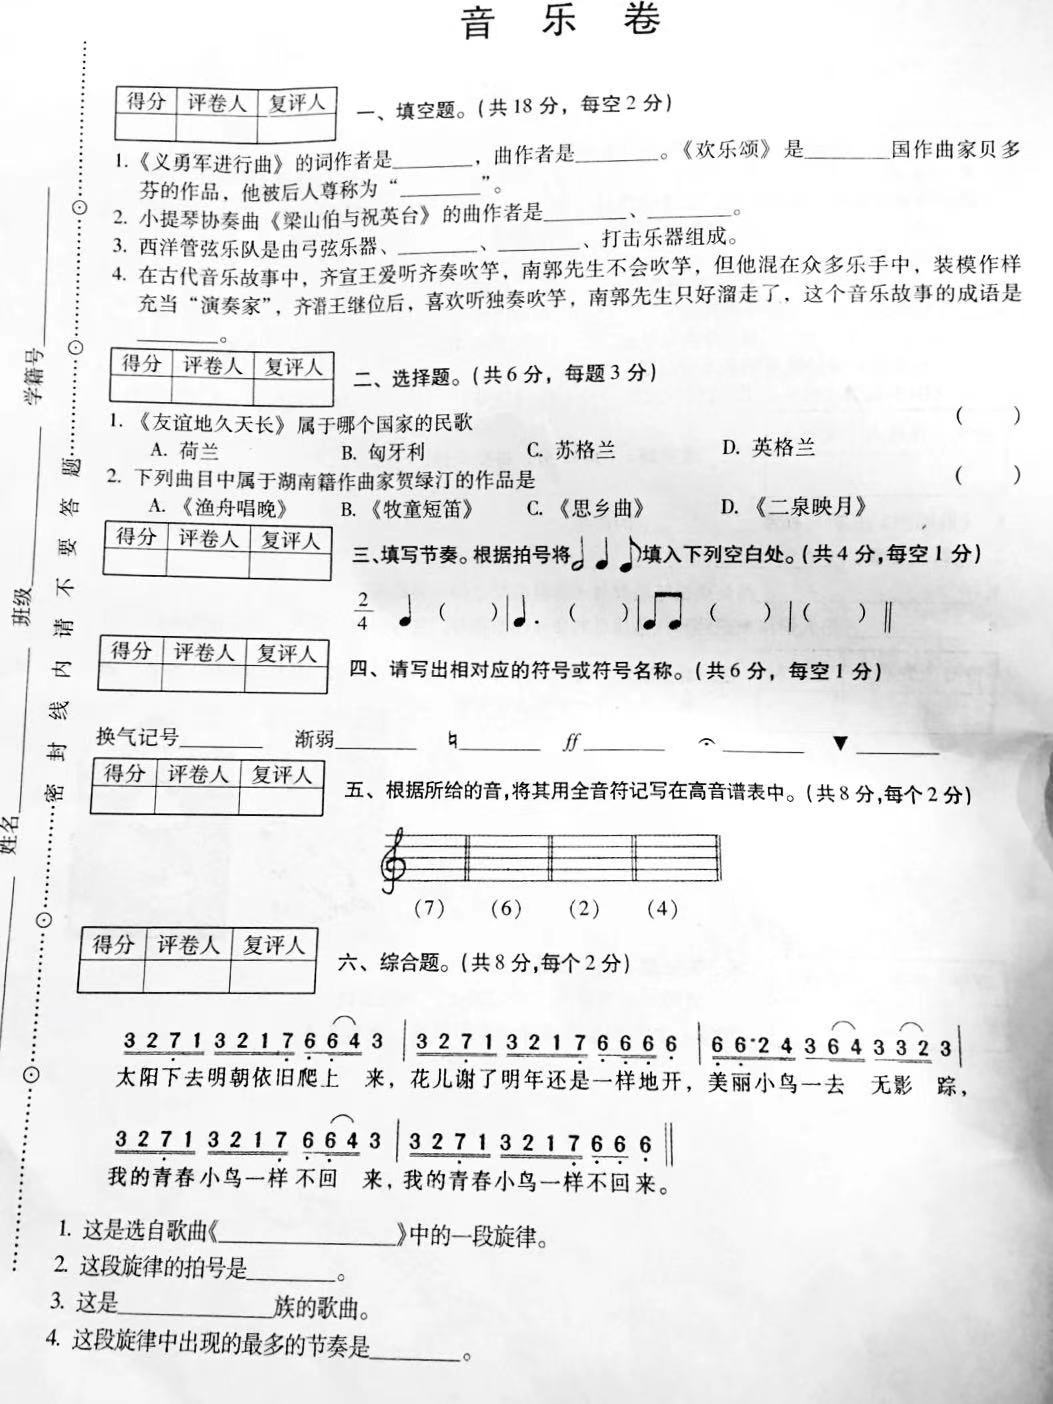 音 乐 卷
得分 评卷人 复评人
一、填空题。(共18分，每空2分)
1.《义勇军进行曲》的词作者是________，曲作者是________。《欢乐颂》是________国作曲家贝多
芬的作品，他被后人尊称为“________”。
2. 小提琴协奏曲《梁山伯与祝英台》的曲作者是________、________。
3. 西洋管弦乐队是由弓弦乐器、________、________、打击乐器组成。
4. 在古代音乐故事中，齐宣王爱听齐奏吹竽，南郭先生不会吹竽，但他混在众多乐手中，装模作样
充当“演奏家”，齐湣王继位后，喜欢听独奏吹竽，南郭先生只好溜走了，这个音乐故事的成语是
________。
得分 评卷人 复评人
二、选择题。(共6分，每题3分)
1. 《友谊地久天长》属于哪个国家的民歌 ( )
A. 荷兰 B. 匈牙利 C. 苏格兰 D. 英格兰
2. 下列曲目中属于湖南籍作曲家贺绿汀的作品是 ( )
A. 《渔舟唱晚》 B. 《牧童短笛》 C. 《思乡曲》 D. 《二泉映月》
得分 评卷人 复评人
三、填写节奏。根据拍号将 填入下列空白处。(共4分,每空1分)
2/4 ( ) | ( ) | ( ) | ( ) ‖
得分 评卷人 复评人
四、请写出相对应的符号或符号名称。(共6分，每空1分)
换气记号________ 渐弱________ ♮________ ff________ 𝄐________ ▼________
得分 评卷人 复评人
五、根据所给的音,将其用全音符记写在高音谱表中。(共8分,每个2分)
(7) (6) (2) (4)
得分 评卷人 复评人
六、综合题。(共8分,每个2分)
3 2 7 1 3 2 1 7 6 6 4 3 | 3 2 7 1 3 2 1 7 6 6 6 6 | 6 6·2 4 3 6 4 3 3 2 3 |
太阳下去明朝依旧爬上 来，花儿谢了明年还是一样地开，美丽小鸟一去 无影 踪，
3 2 7 1 3 2 1 7 6 6 4 3 | 3 2 7 1 3 2 1 7 6 6 6 ‖
我的青春小鸟一样 不回 来，我的青春小鸟一样不回来。
1. 这是选自歌曲《________________》中的一段旋律。
2. 这段旋律的拍号是________。
3. 这是______________族的歌曲。
4. 这段旋律中出现的最多的节奏是________。
学籍号
班级
姓名
密 封 线 内 请 不 要 答 题